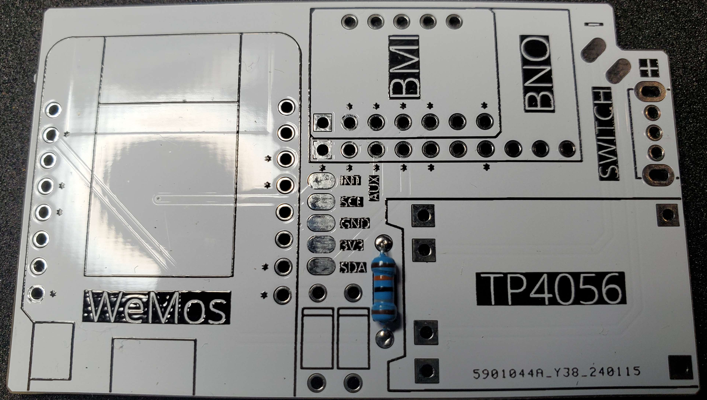 BMI
BNO
SWITCH
INT
SCL
AUX
GND
3V3
SDA
TP4056
WeMos
5901044A_Y38_240115